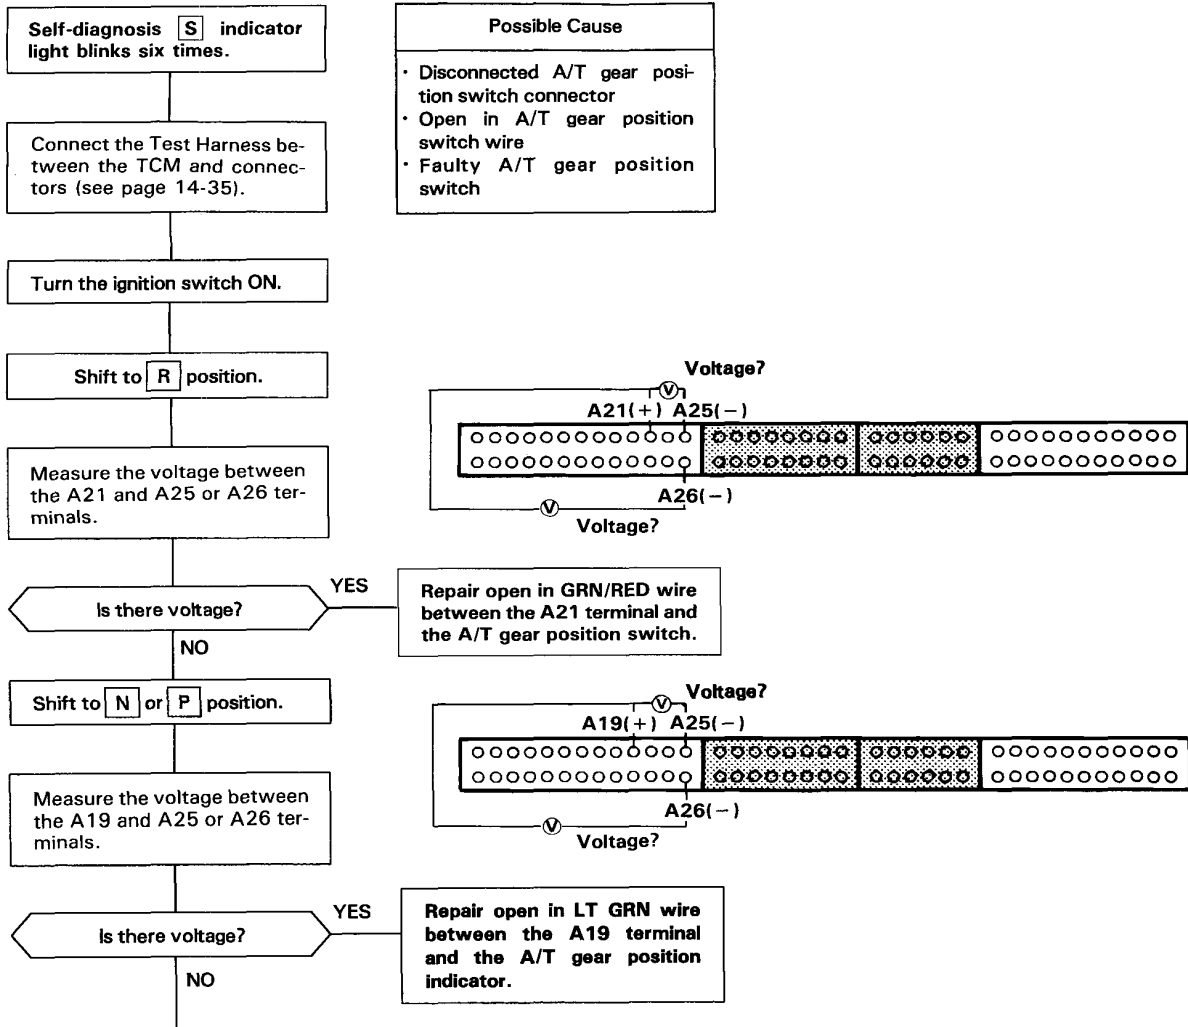 Self-diagnosis S indicator
light blinks six times.
Possible Cause
· Disconnected A/T gear posi-
tion switch connector
· Open in A/T gear position
switch wire
· Faulty A/T gear position
switch
Connect the Test Harness be-
tween the TCM and connec-
tors (see page 14-35).
Turn the ignition switch ON.
Shift to R position.
Measure the voltage between
the A21 and A25 or A26 ter-
minals.
Voltage?
V
A21(+) A25(−)
A26(−)
V
Voltage?
Is there voltage?
YES
Repair open in GRN/RED wire
between the A21 terminal and
the A/T gear position switch.
NO
Shift to N or P position.
Measure the voltage between
the A19 and A25 or A26 ter-
minals.
Voltage?
V
A19(+) A25(−)
A26(−)
V
Voltage?
Is there voltage?
YES
Repair open in LT GRN wire
between the A19 terminal
and the A/T gear position
indicator.
NO